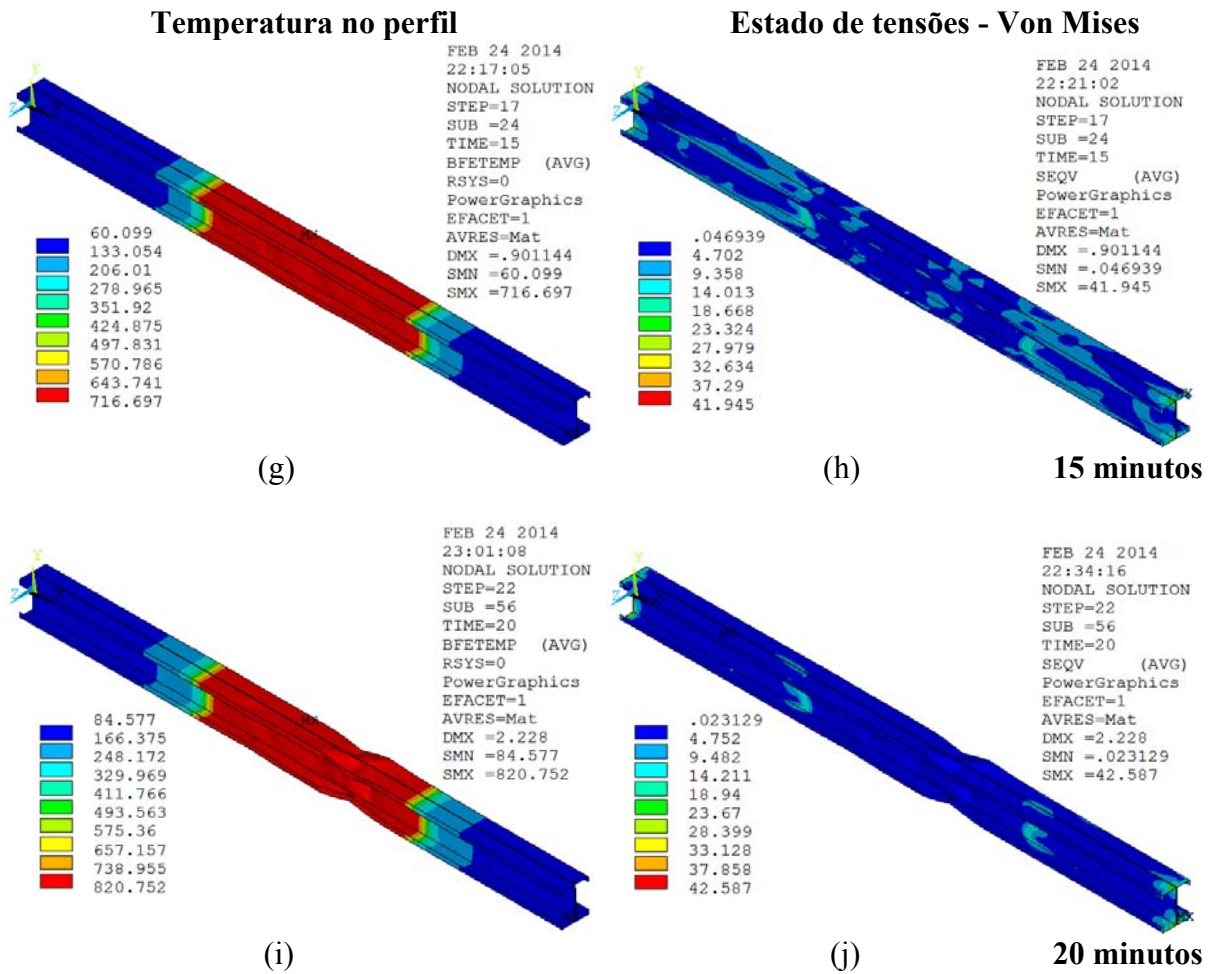 Temperatura no perfil
Estado de tensões - Von Mises
FEB 24 2014
22:17:05
NODAL SOLUTION
STEP=17
SUB =24
TIME=15
BFETEMP (AVG)
RSYS=0
PowerGraphics
EFACET=1
AVRES=Mat
DMX =.901144
SMN =60.099
SMX =716.697
Y
Z
MX
60.099
133.054
206.01
278.965
351.92
424.875
497.831
570.786
643.741
716.697
(g)
FEB 24 2014
22:21:02
NODAL SOLUTION
STEP=17
SUB =24
TIME=15
SEQV (AVG)
PowerGraphics
EFACET=1
AVRES=Mat
DMX =.901144
SMN =.046939
SMX =41.945
Y
Z
.046939
4.702
9.358
14.013
18.668
23.324
27.979
32.634
37.29
41.945
(h)
15 minutos
FEB 24 2014
23:01:08
NODAL SOLUTION
STEP=22
SUB =56
TIME=20
BFETEMP (AVG)
RSYS=0
PowerGraphics
EFACET=1
AVRES=Mat
DMX =2.228
SMN =84.577
SMX =820.752
Y
Z
MX
84.577
166.375
248.172
329.969
411.766
493.563
575.36
657.157
738.955
820.752
(i)
FEB 24 2014
22:34:16
NODAL SOLUTION
STEP=22
SUB =56
TIME=20
SEQV (AVG)
PowerGraphics
EFACET=1
AVRES=Mat
DMX =2.228
SMN =.023129
SMX =42.587
Y
Z
MX
.023129
4.752
9.482
14.211
18.94
23.67
28.399
33.128
37.858
42.587
(j)
20 minutos